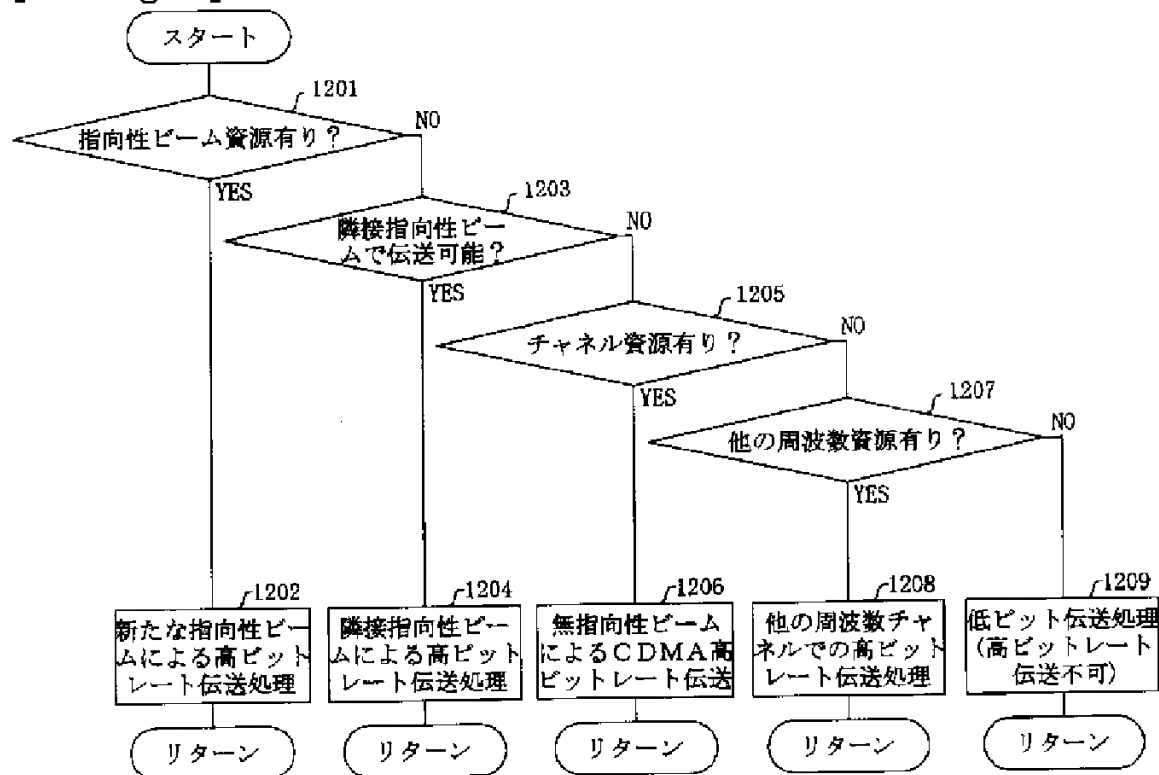 スタート
1201
指向性ビーム資源有り？
NO
YES
1203
隣接指向性ビー
ムで伝送可能？
NO
YES
1205
チャネル資源有り？
NO
YES
1207
他の周波数資源有り？
NO
YES
1202
新たな指向性ビー
ムによる高ビット
レート伝送処理
1204
隣接指向性ビー
ムによる高ビット
レート伝送処理
1206
無指向性ビーム
によるCDMA高
ビットレート伝送
1208
他の周波数チャ
ネルでの高ビット
レート伝送処理
1209
低ビット伝送処理
(高ビットレート
伝送不可)
リターン
リターン
リターン
リターン
リターン